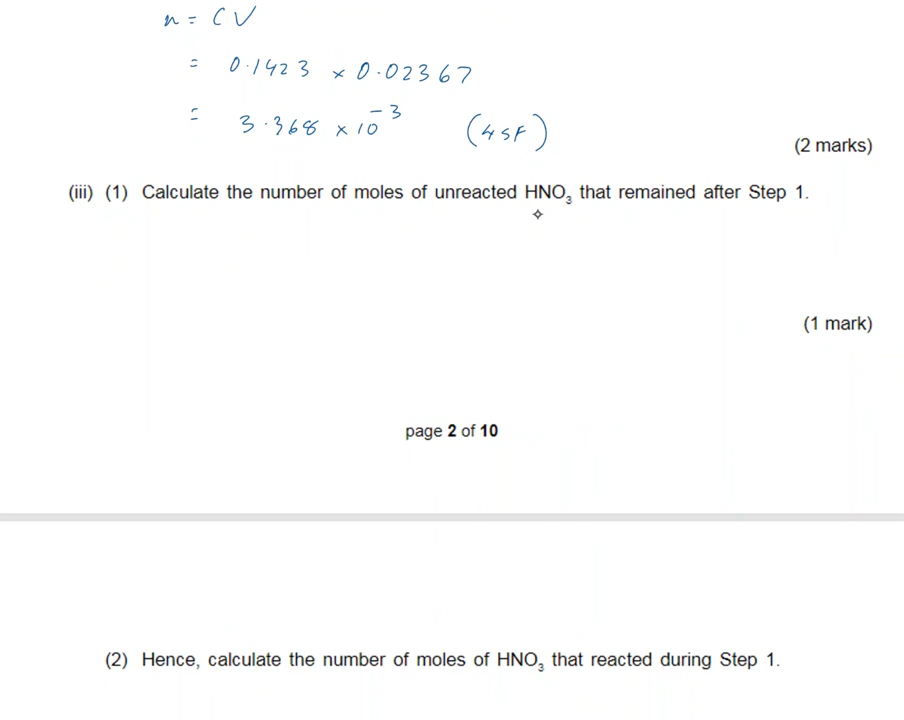 n = CV
= 0.1423 × 0.02367
= 3.368 × 10⁻³ (4SF)
(2 marks)
(iii) (1) Calculate the number of moles of unreacted HNO₃ that remained after Step 1.
(1 mark)
page 2 of 10
(2) Hence, calculate the number of moles of HNO₃ that reacted during Step 1.